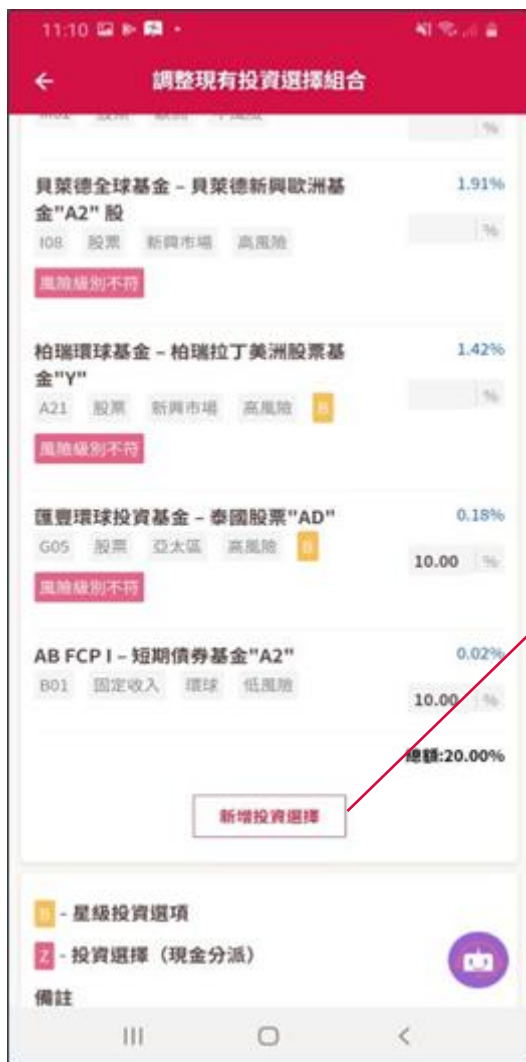 11:10
調整現有投資選擇組合
%
貝萊德全球基金 – 貝萊德新興歐洲基
金"A2" 股
1.91%
I08 股票 新興市場 高風險
%
風險級別不符
柏瑞環球基金 – 柏瑞拉丁美洲股票基
金"Y"
1.42%
A21 股票 新興市場 高風險 B
%
風險級別不符
匯豐環球投資基金 – 泰國股票"AD"
0.18%
G05 股票 亞太區 高風險 B
10.00 %
風險級別不符
AB FCP I – 短期債券基金"A2"
0.02%
B01 固定收入 環球 低風險
10.00 %
總額:20.00%
新增投資選擇
B - 星級投資選項
Z - 投資選擇（現金分派）
備註